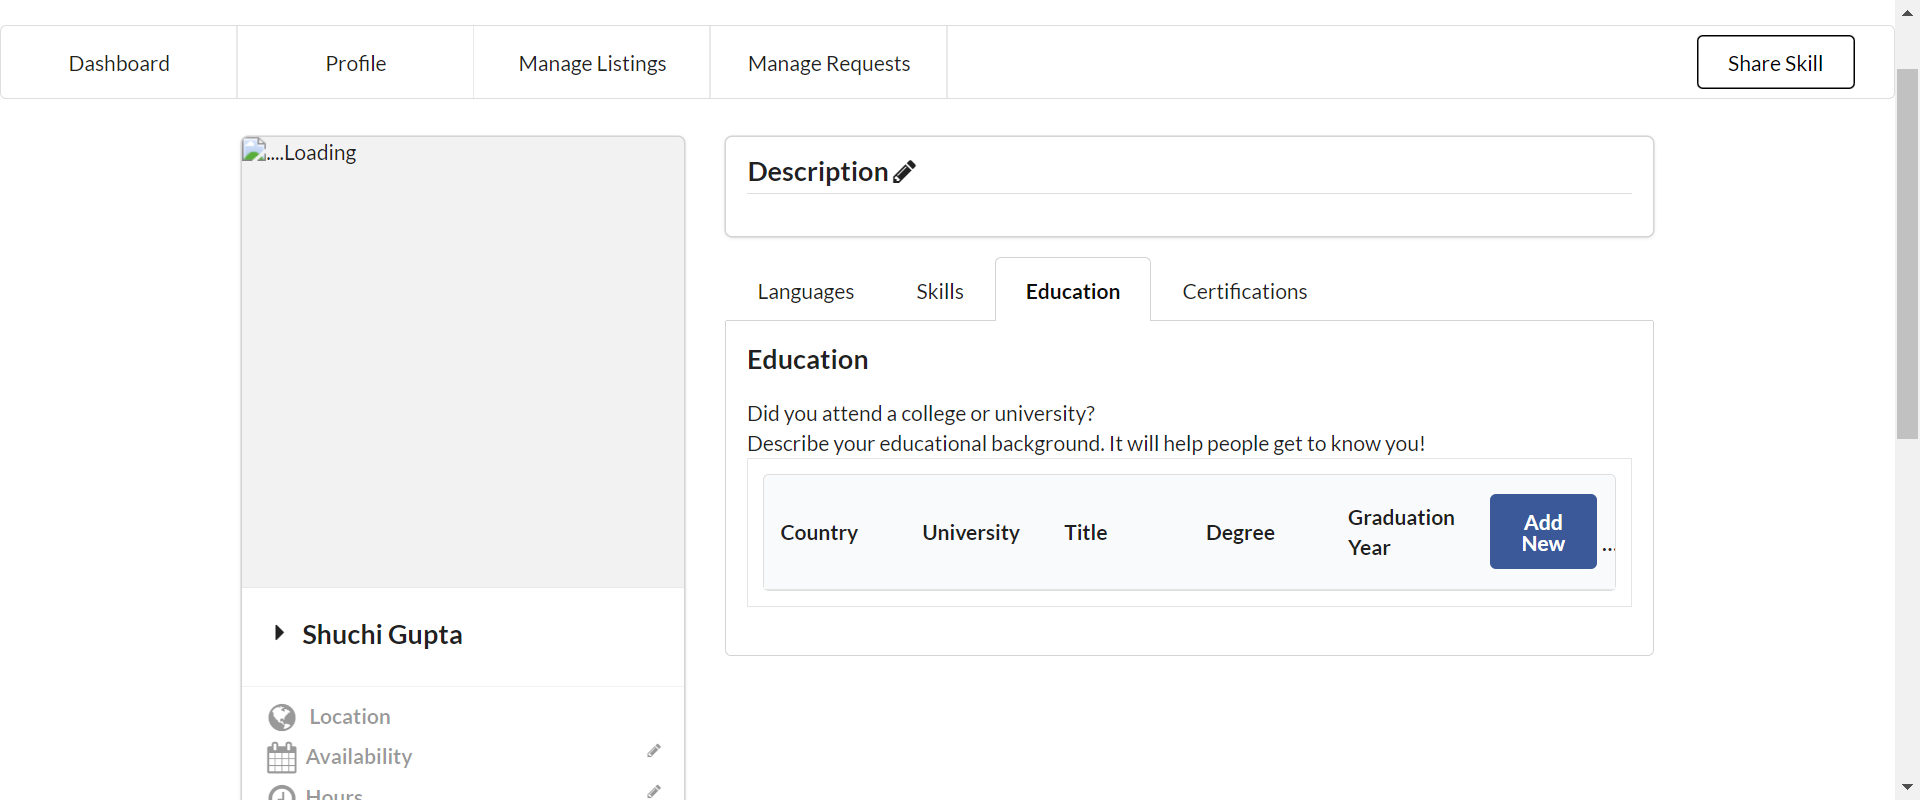 Dashboard
Profile
Manage Listings
Manage Requests
Share Skill
....Loading
Shuchi Gupta
Location
Availability
Hours
Description
Languages
Skills
Education
Certifications
Education
Did you attend a college or university?
Describe your educational background. It will help people get to know you!
Country
University
Title
Degree
Graduation
Year
Add
New
...